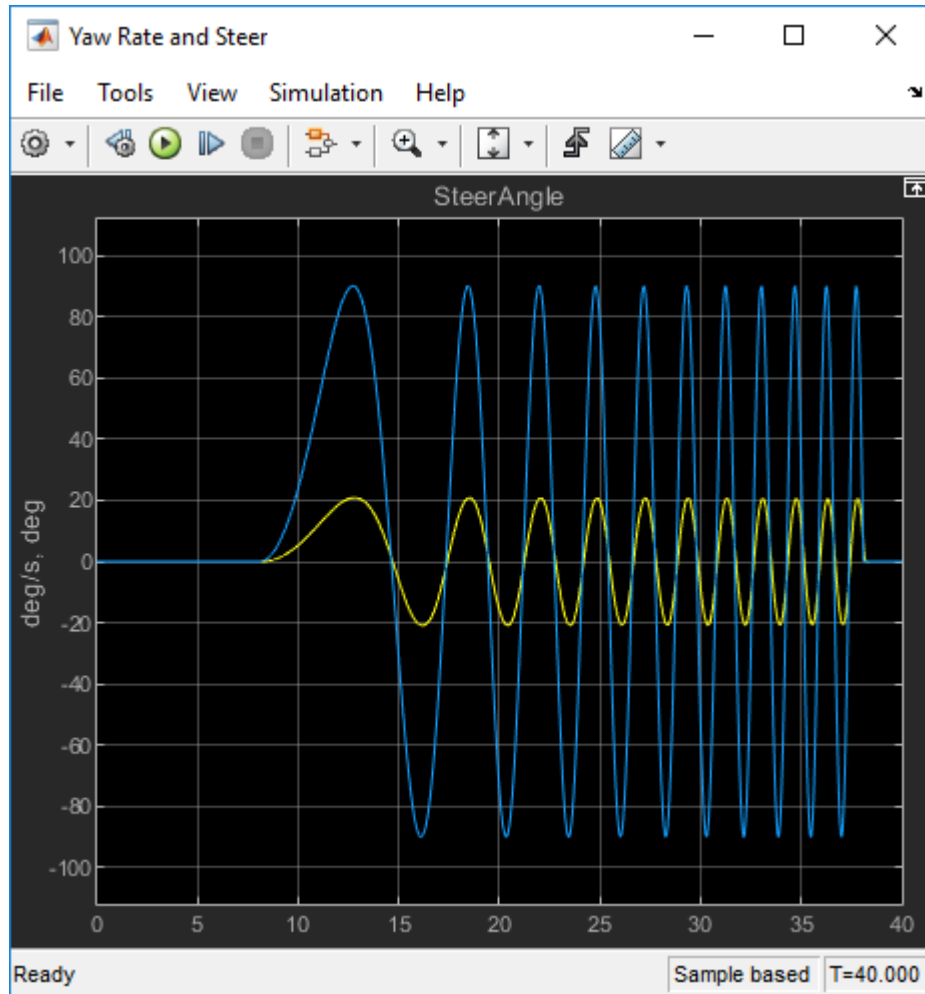 Yaw Rate and Steer
File Tools View Simulation Help
SteerAngle
100
80
60
40
20
0
-20
-40
-60
-80
-100
deg/s, deg
0 5 10 15 20 25 30 35 40
Ready Sample based T=40.000